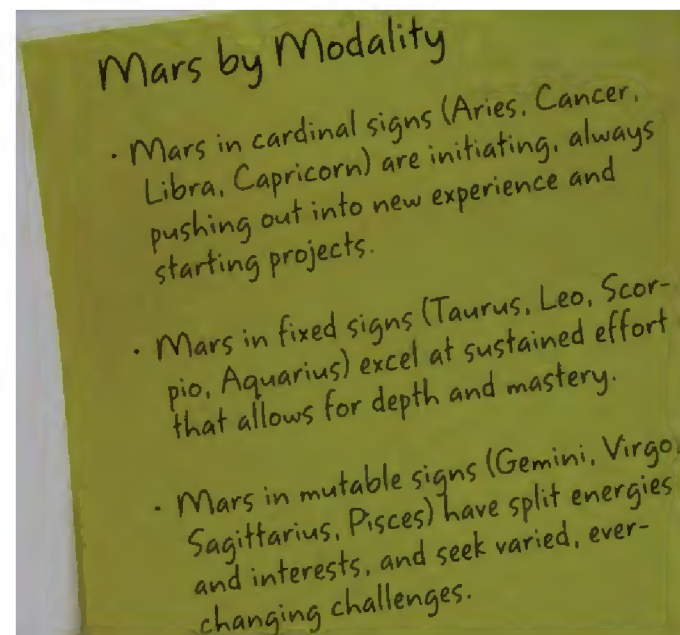 Mars by Modality
· Mars in cardinal signs (Aries, Cancer,
Libra, Capricorn) are initiating, always
pushing out into new experience and
starting projects.
· Mars in fixed signs (Taurus, Leo, Scor-
pio, Aquarius) excel at sustained effort
that allows for depth and mastery.
· Mars in mutable signs (Gemini, Virgo,
Sagittarius, Pisces) have split energies
and interests, and seek varied, ever-
changing challenges.